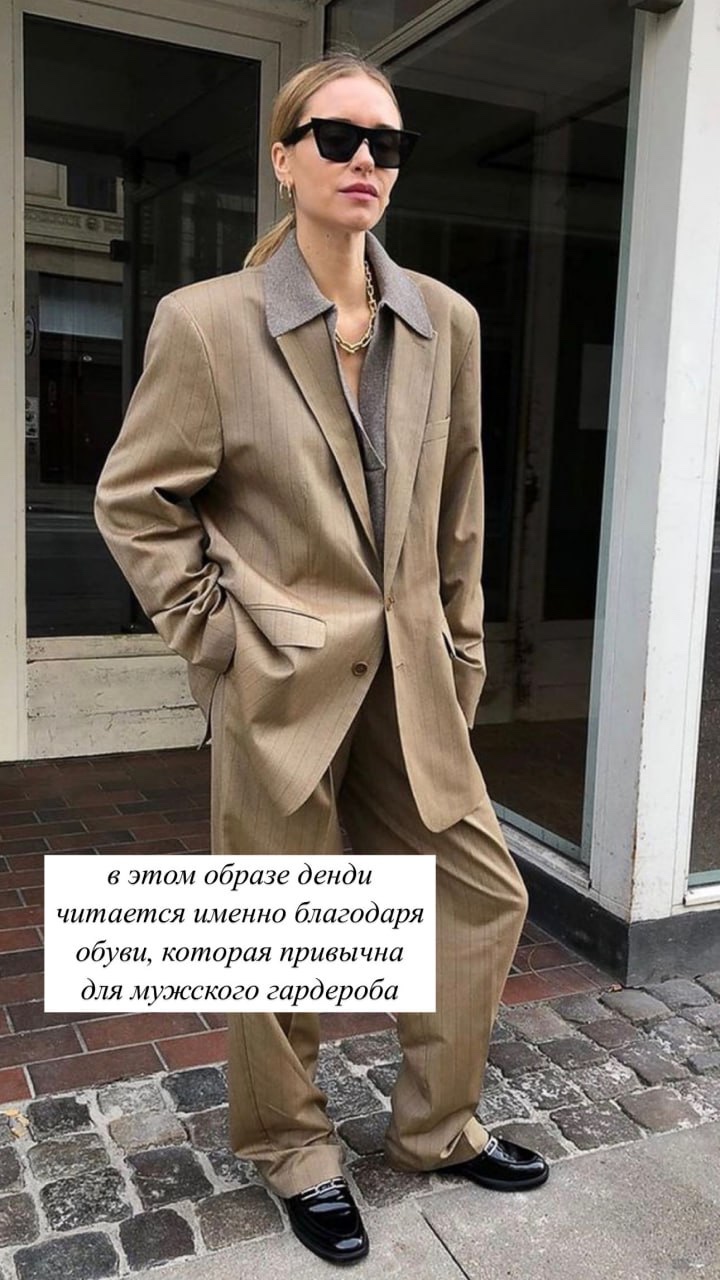 в этом образе денди
читается именно благодаря
обуви, которая привычна
для мужского гардероба